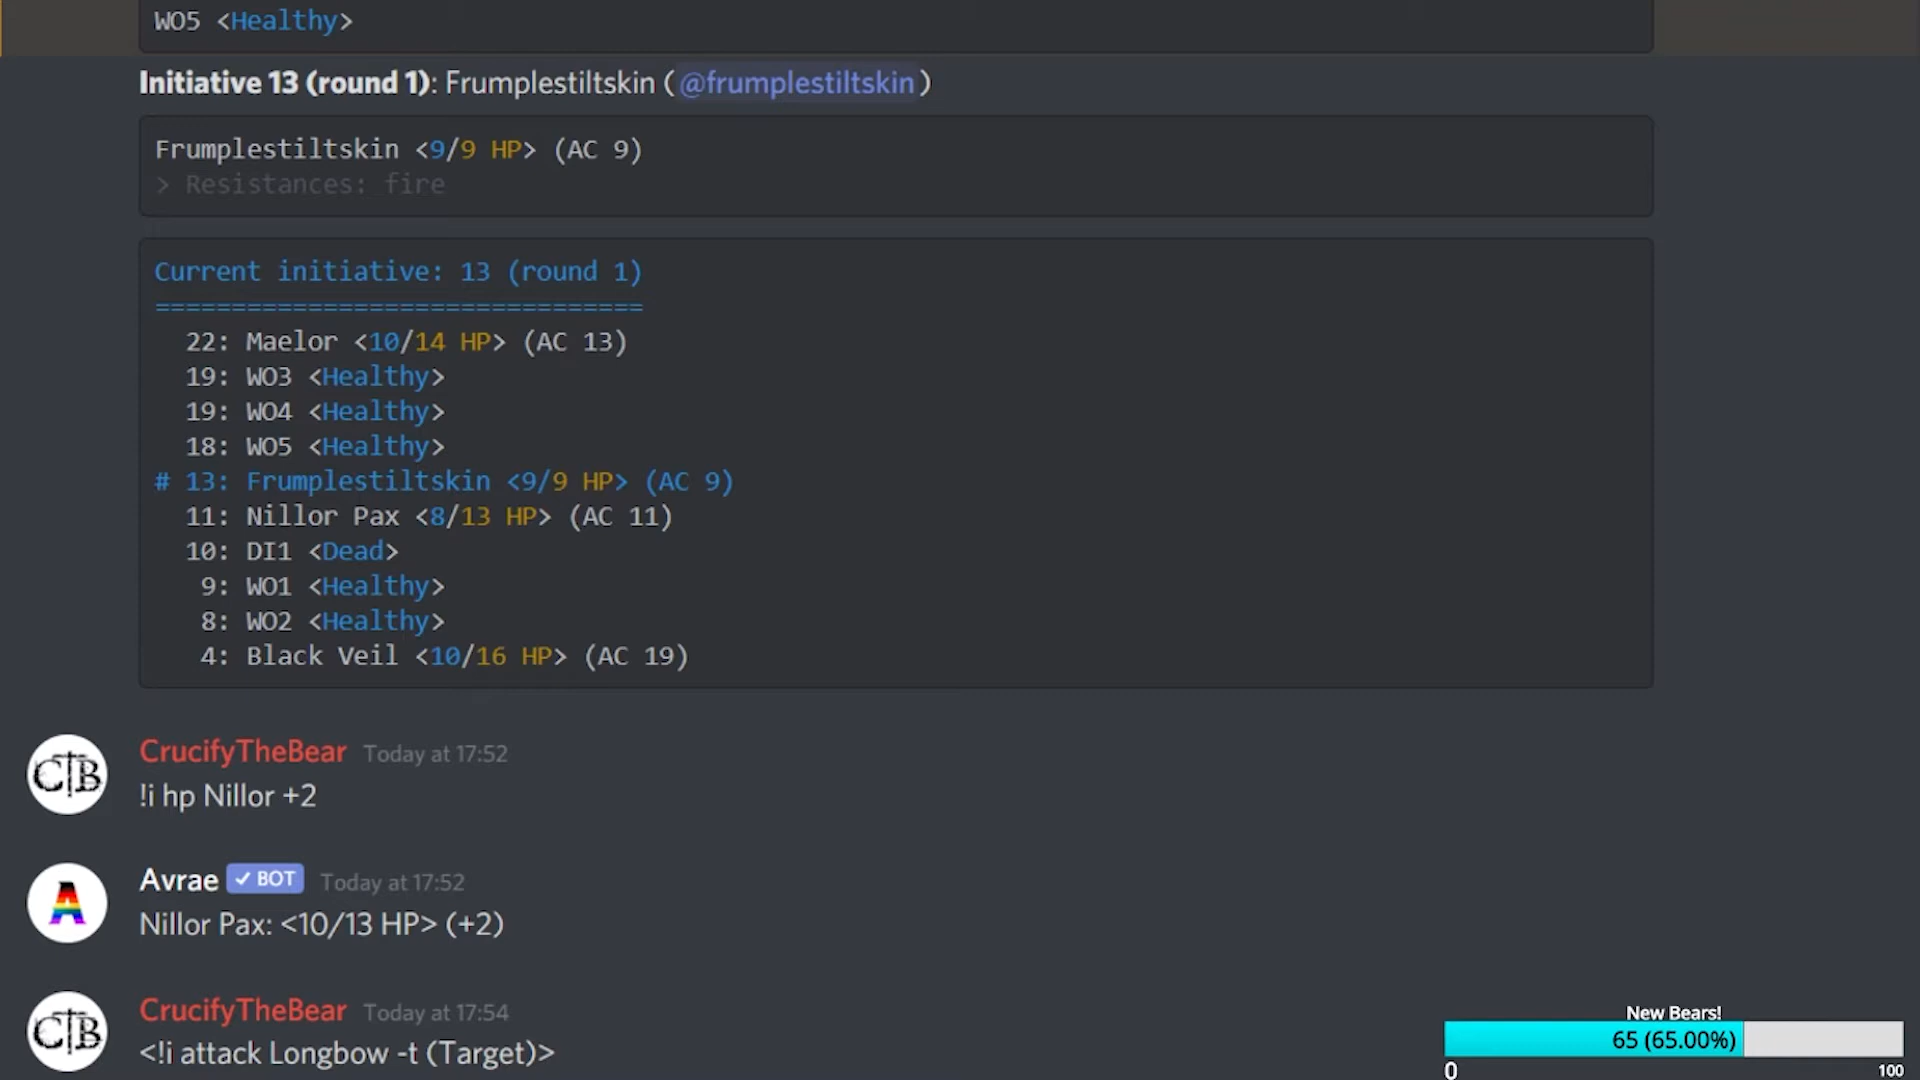 WO5 <Healthy>
Initiative 13 (round 1): Frumplestiltskin (@frumplestiltskin)
Frumplestiltskin <9/9 HP> (AC 9)
> Resistances: fire
Current initiative: 13 (round 1)
================================
22: Maelor <10/14 HP> (AC 13)
19: WO3 <Healthy>
19: WO4 <Healthy>
18: WO5 <Healthy>
# 13: Frumplestiltskin <9/9 HP> (AC 9)
11: Nillor Pax <8/13 HP> (AC 11)
10: DI1 <Dead>
9: WO1 <Healthy>
8: WO2 <Healthy>
4: Black Veil <10/16 HP> (AC 19)
CTB
CrucifyTheBear Today at 17:52
!i hp Nillor +2
A
Avrae ✓ BOT Today at 17:52
Nillor Pax: <10/13 HP> (+2)
CTB
CrucifyTheBear Today at 17:54
<!i attack Longbow -t (Target)>
New Bears!
65 (65.00%)
0 100